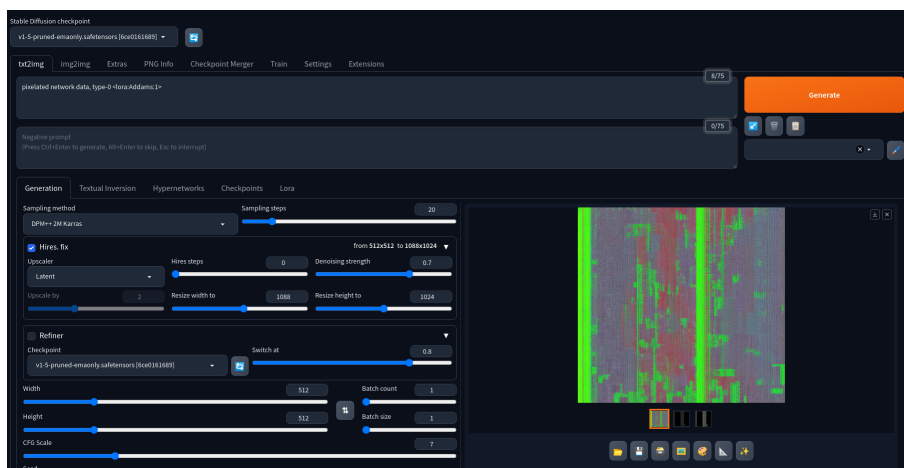 Stable Diffusion checkpoint
v1-5-pruned-emaonly.safetensors [6ce0161689]
txt2img img2img Extras PNG Info Checkpoint Merger Train Settings Extensions
8/75
pixelated network data, type-0 <lora:Addams:1>
Generate
0/75
Negative prompt
(Press Ctrl+Enter to generate, Alt+Enter to skip, Esc to interrupt)
Generation Textual Inversion Hypernetworks Checkpoints Lora
Sampling method
DPM++ 2M Karras
Sampling steps
20
Hires. fix
from 512x512 to 1088x1024
Upscaler
Latent
Hires steps
0
Denoising strength
0.7
Upscale by
2
Resize width to
1088
Resize height to
1024
Refiner
Checkpoint
v1-5-pruned-emaonly.safetensors [6ce0161689]
Switch at
0.8
Width
512
Batch count
1
Height
512
Batch size
1
CFG Scale
7